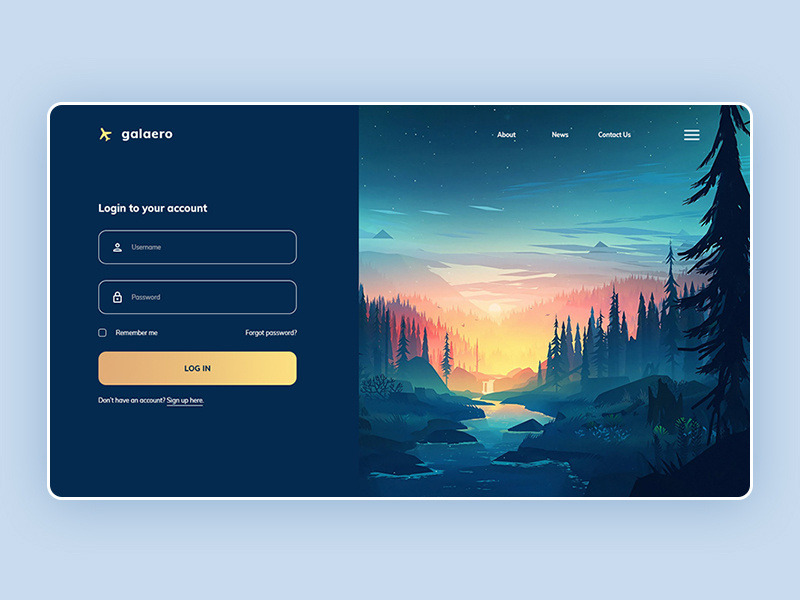 galaero
About News Contact Us
Login to your account
Username
Password
Remember me Forgot password?
LOG IN
Don't have an account? Sign up here.